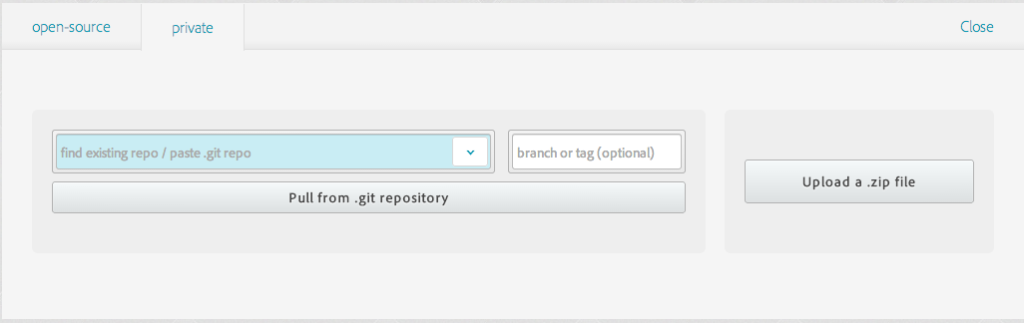 open-source
private
Close
find existing repo / paste .git repo
branch or tag (optional)
Pull from .git repository
Upload a .zip file